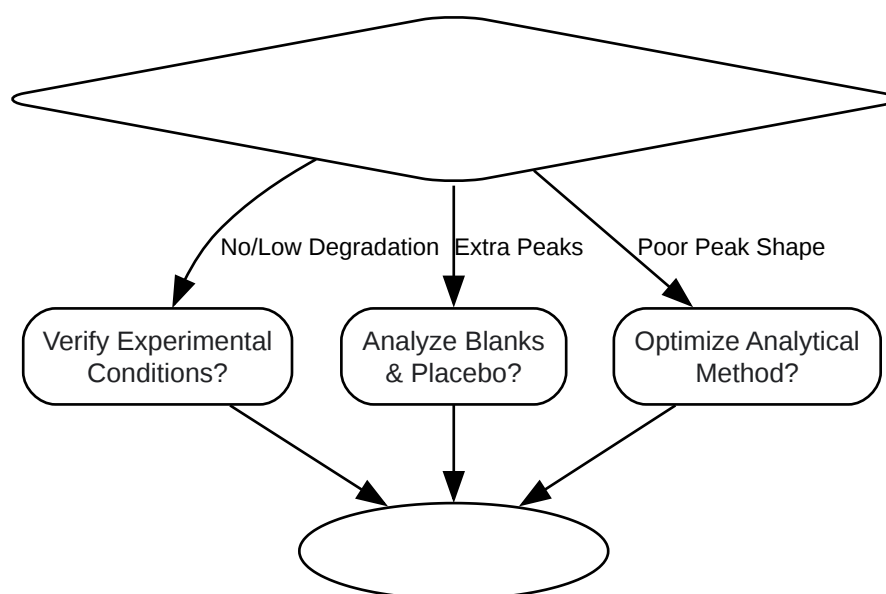 No/Low Degradation
Extra Peaks
Poor Peak Shape
Verify Experimental
Conditions?
Analyze Blanks
& Placebo?
Optimize Analytical
Method?